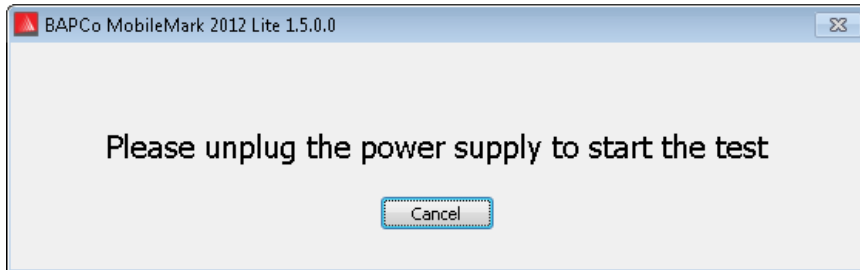 BAPCo MobileMark 2012 Lite 1.5.0.0
Please unplug the power supply to start the test
Cancel